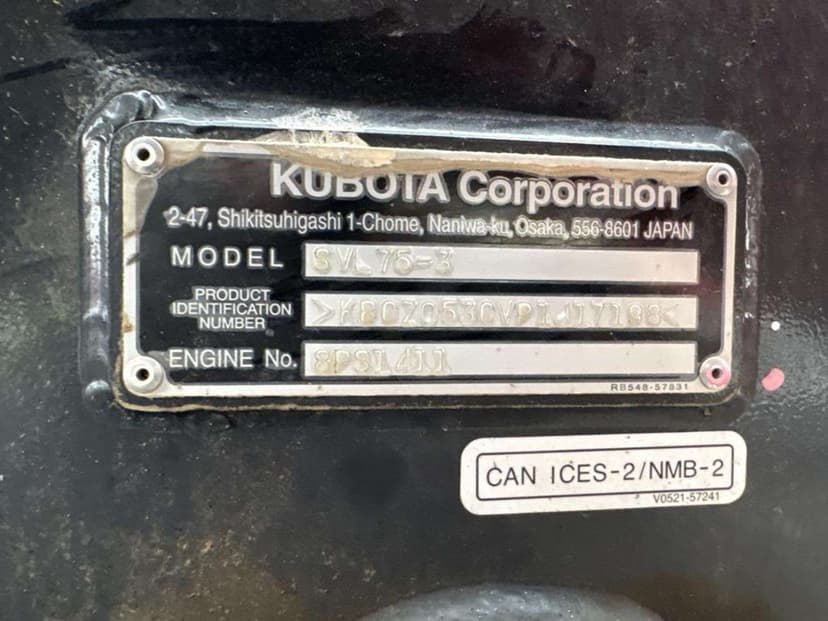 KUBOTA Corporation
2-47, Shikitsuhigashi 1-Chome, Naniwa-ku, Osaka, 556-8601 JAPAN
MODEL SVL75-3
PRODUCT
IDENTIFICATION
NUMBER
ENGINE No.
RB548-57831
CAN ICES-2/NMB-2
V0521-57241